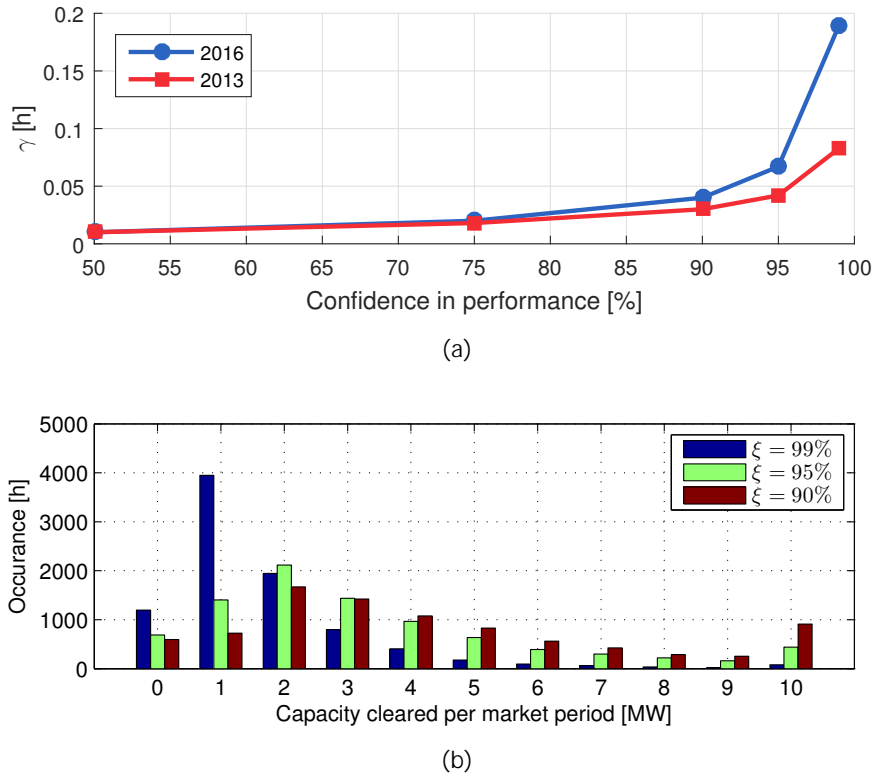 0.2
0.15
0.1
0.05
0
γ [h]
2016
2013
50 55 60 65 70 75 80 85 90 95 100
Confidence in performance [%]
(a)
5000
4000
3000
2000
1000
0
Occurance [h]
ξ = 99%
ξ = 95%
ξ = 90%
0 1 2 3 4 5 6 7 8 9 10
Capacity cleared per market period [MW]
(b)